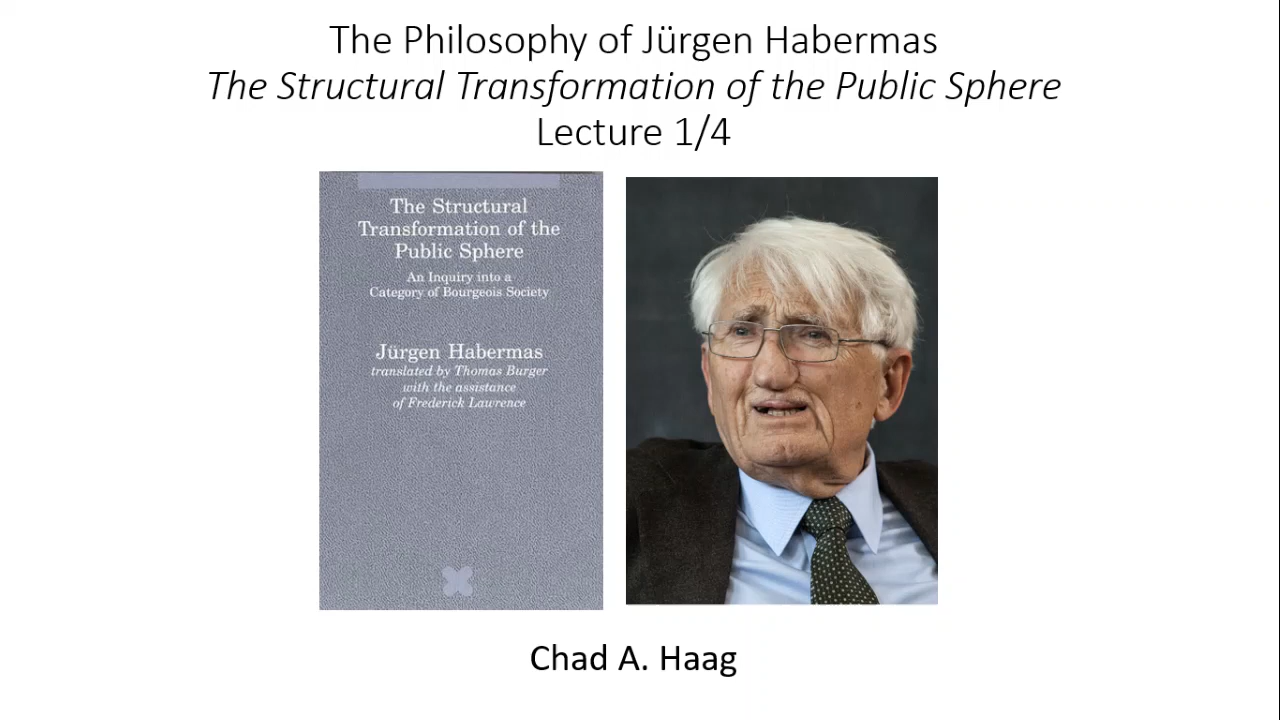 The Philosophy of Jürgen Habermas
The Structural Transformation of the Public Sphere
Lecture 1/4
The Structural
Transformation of the
Public Sphere
An Inquiry into a
Category of Bourgeois Society
Jürgen Habermas
translated by Thomas Burger
with the assistance
of Frederick Lawrence
Chad A. Haag